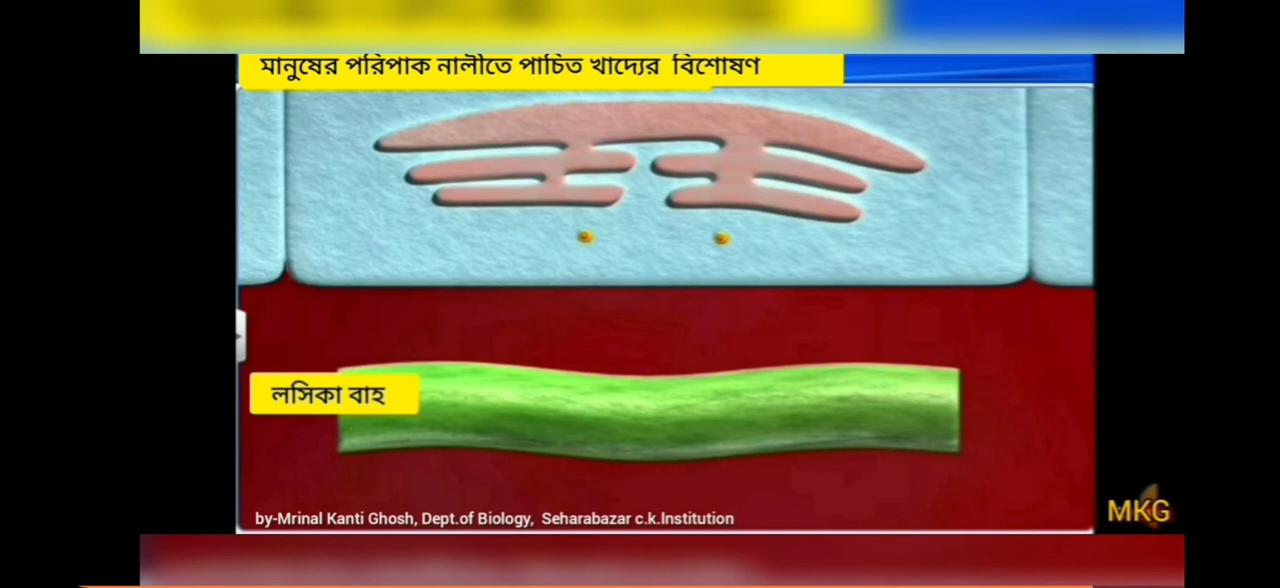 মানুষের পরিপাক নালীতে পাচিত খাদ্যের বিশোষণ
লসিকা বাহ
by-Mrinal Kanti Ghosh, Dept.of Biology, Seharabazar c.k.Institution
MKG